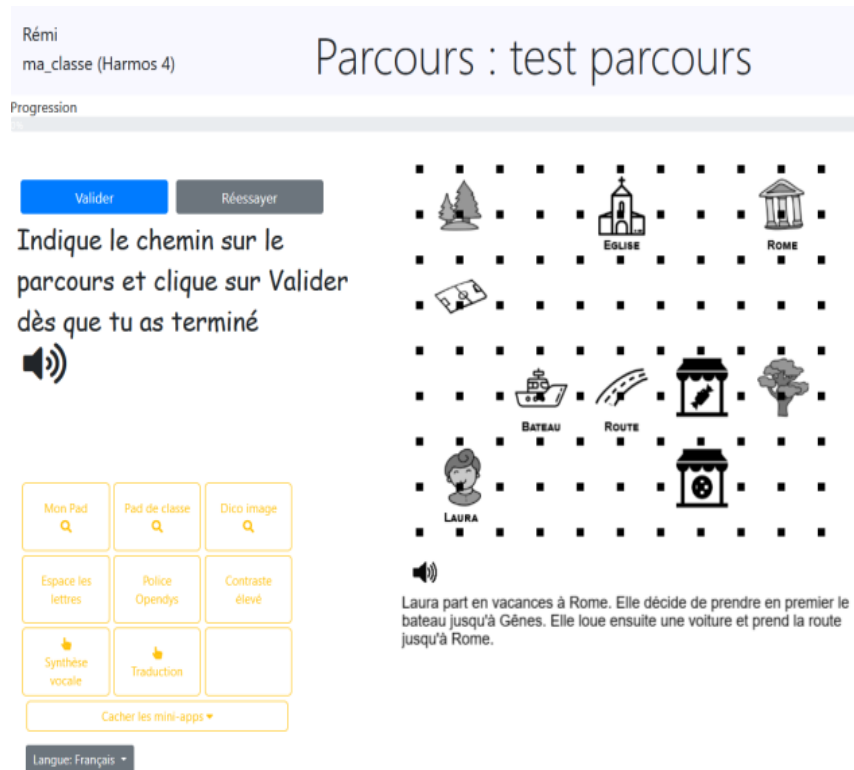 Rémi
ma_classe (Harmos 4)
Parcours : test parcours
Progression
Valider
Réessayer
Indique le chemin sur le
parcours et clique sur Valider
dès que tu as terminé
EGLISE
ROME
BATEAU
ROUTE
LAURA
Mon Pad
Pad de classe
Dico image
Espace les
lettres
Police
Opendys
Contraste
élevé
Synthèse
vocale
Traduction
Cacher les mini-apps
Langue: Français
Laura part en vacances à Rome. Elle décide de prendre en premier le
bateau jusqu'à Gênes. Elle loue ensuite une voiture et prend la route
jusqu'à Rome.